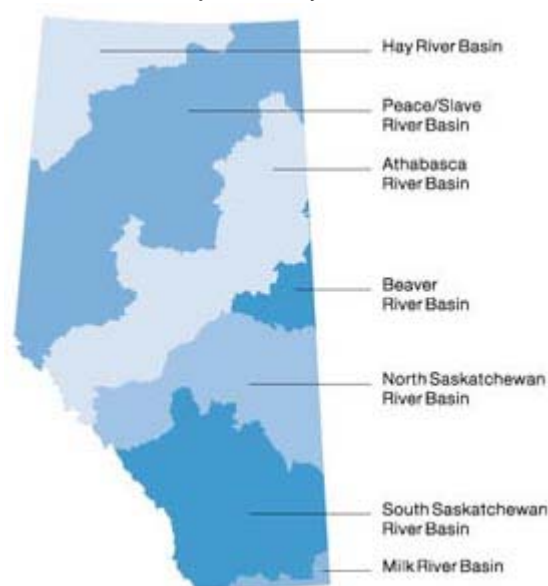 Hay River Basin
Peace/Slave
River Basin
Athabasca
River Basin
Beaver
River Basin
North Saskatchewan
River Basin
South Saskatchewan
River Basin
Milk River Basin